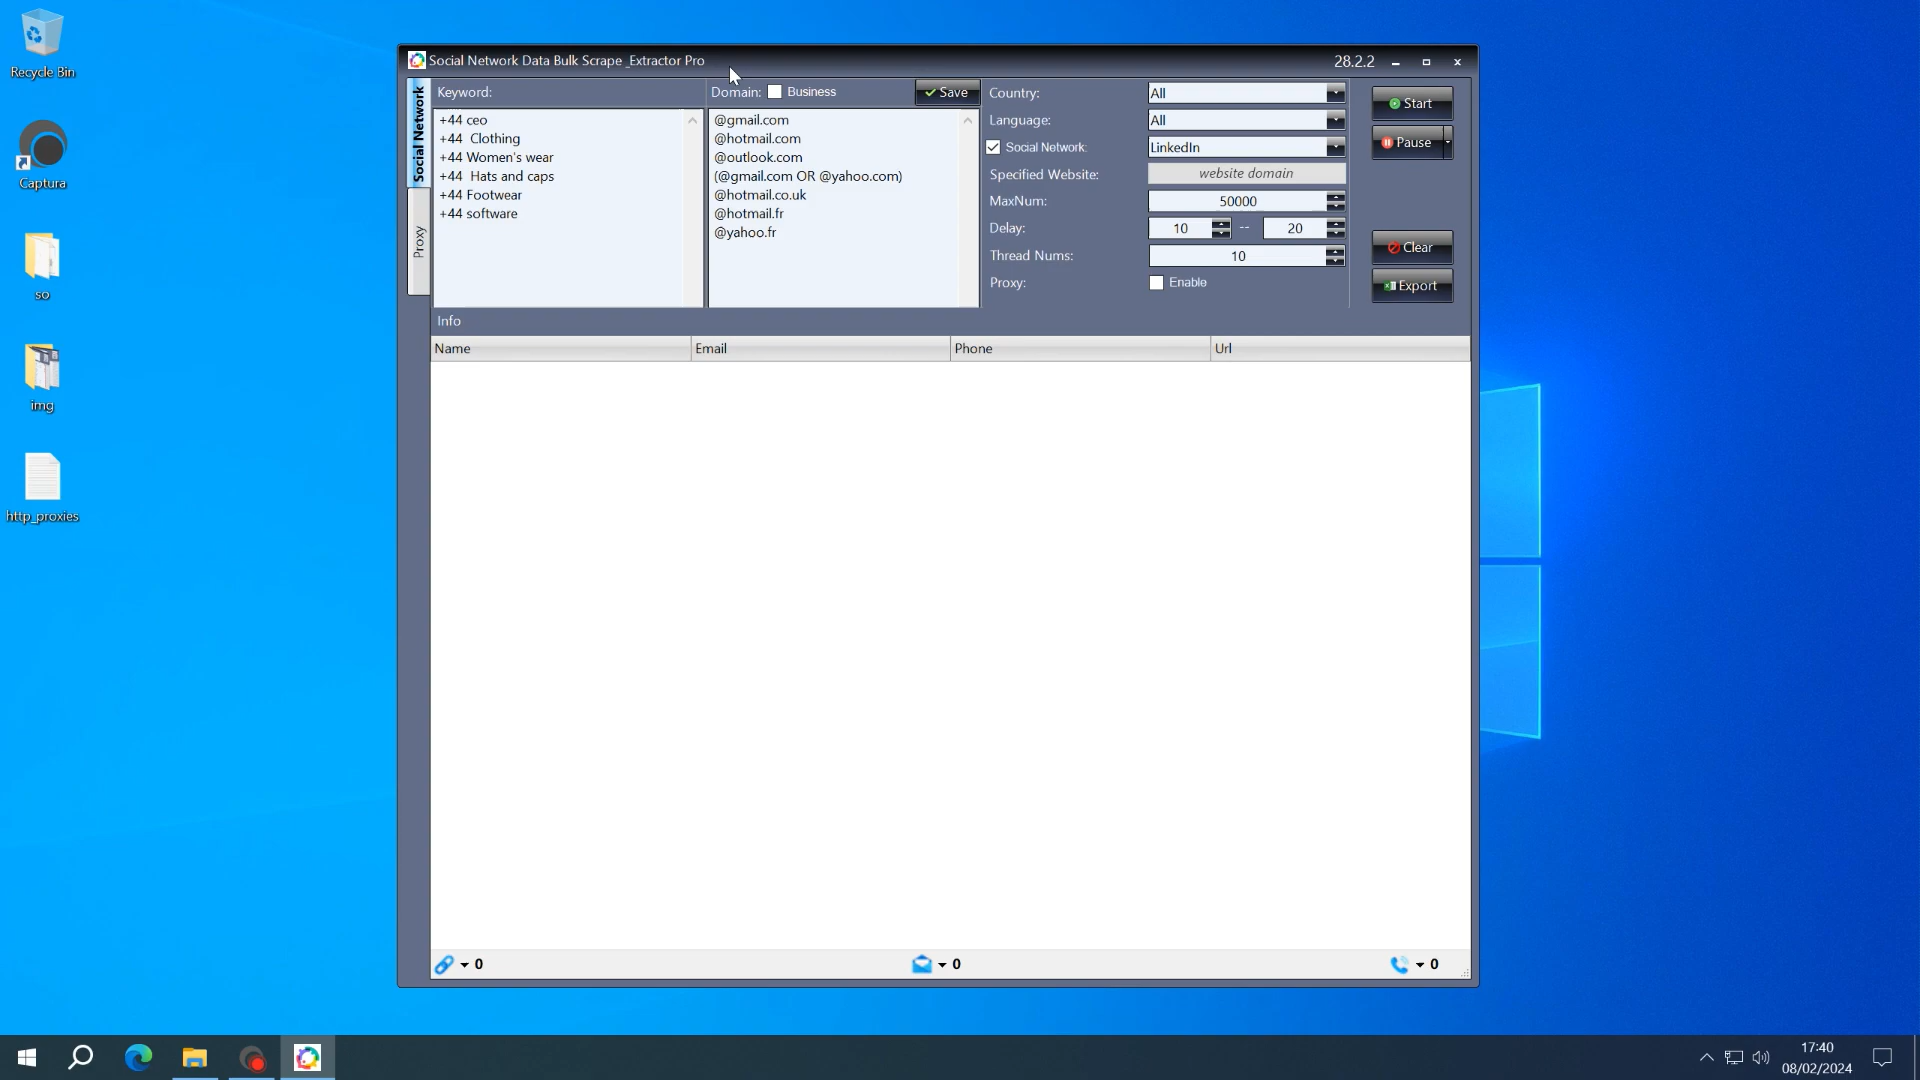 Recycle Bin
Captura
so
img
http_proxies
Social Network Data Bulk Scrape _Extractor Pro
28.2.2
Social Network
Proxy
Keyword:
+44 ceo
+44  Clothing
+44 Women's wear
+44  Hats and caps
+44 Footwear
+44 software
Domain: Business
Save
@gmail.com
@hotmail.com
@outlook.com
(@gmail.com OR @yahoo.com)
@hotmail.co.uk
@hotmail.fr
@yahoo.fr
Country: All
Language: All
Social Network: LinkedIn
Specified Website: website domain
MaxNum: 50000
Delay: 10 -- 20
Thread Nums: 10
Proxy: Enable
Start
Pause
Clear
Export
Info
Name Email Phone Url
0 0 0
17:40
08/02/2024